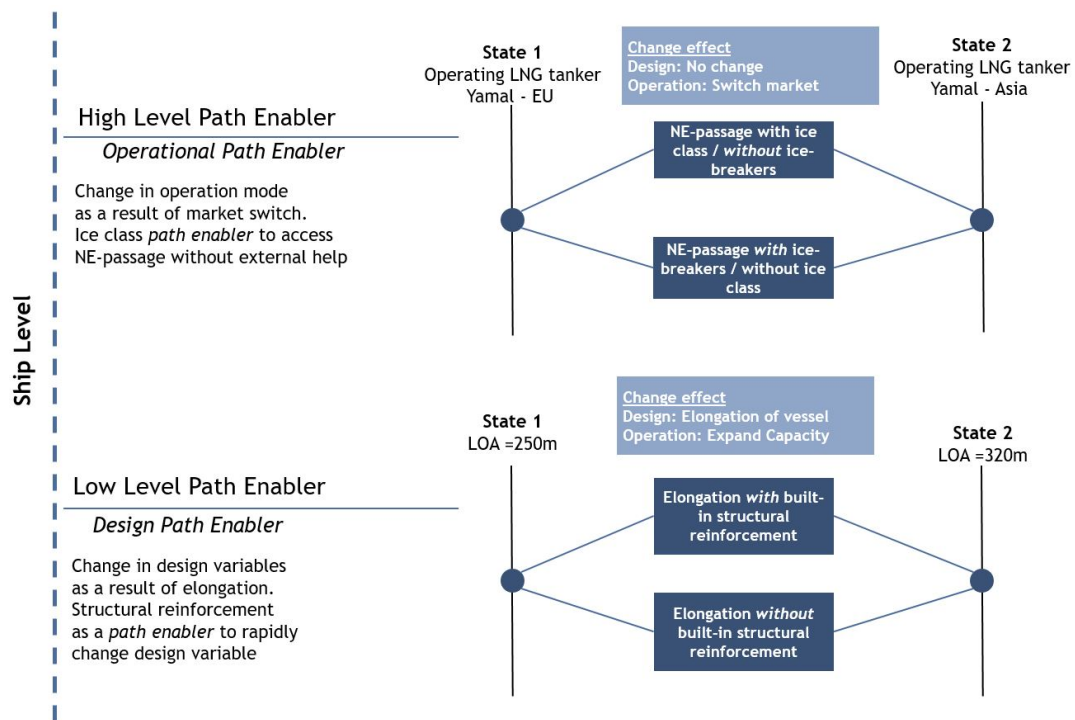 Ship Level
High Level Path Enabler
Operational Path Enabler
Change in operation mode
as a result of market switch.
Ice class path enabler to access
NE-passage without external help
State 1
Operating LNG tanker
Yamal - EU
Change effect
Design: No change
Operation: Switch market
State 2
Operating LNG tanker
Yamal - Asia
NE-passage with ice
class / without ice-
breakers
NE-passage with ice-
breakers / without ice
class
Low Level Path Enabler
Design Path Enabler
Change in design variables
as a result of elongation.
Structural reinforcement
as a path enabler to rapidly
change design variable
State 1
LOA =250m
Change effect
Design: Elongation of vessel
Operation: Expand Capacity
State 2
LOA =320m
Elongation with built-
in structural
reinforcement
Elongation without
built-in structural
reinforcement